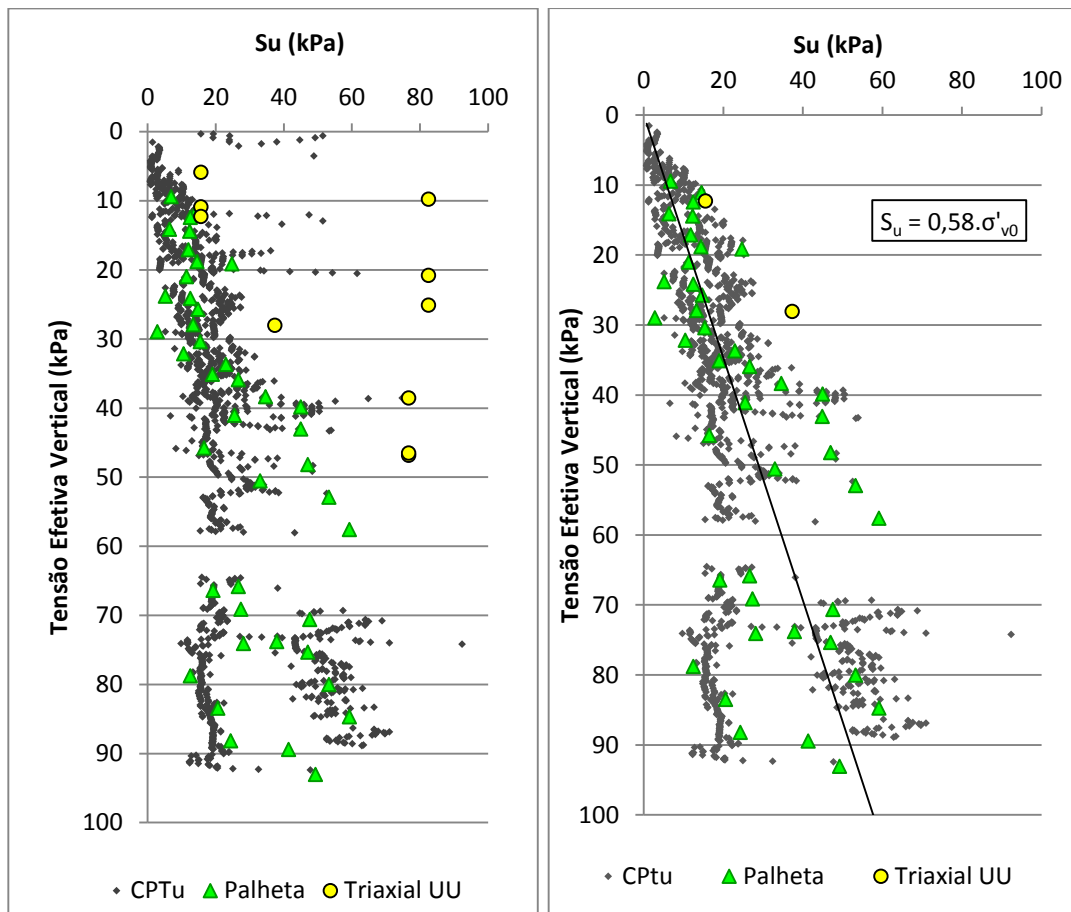 Su (kPa)
0 20 40 60 80 100
0
10
20
30
40
50
60
70
80
90
100
Tensão Efetiva Vertical (kPa)
CPTu Palheta Triaxial UU
Su (kPa)
0 20 40 60 80 100
0
10
20
30
40
50
60
70
80
90
100
Tensão Efetiva Vertical (kPa)
Su = 0,58.σ'v0
CPtu Palheta Triaxial UU